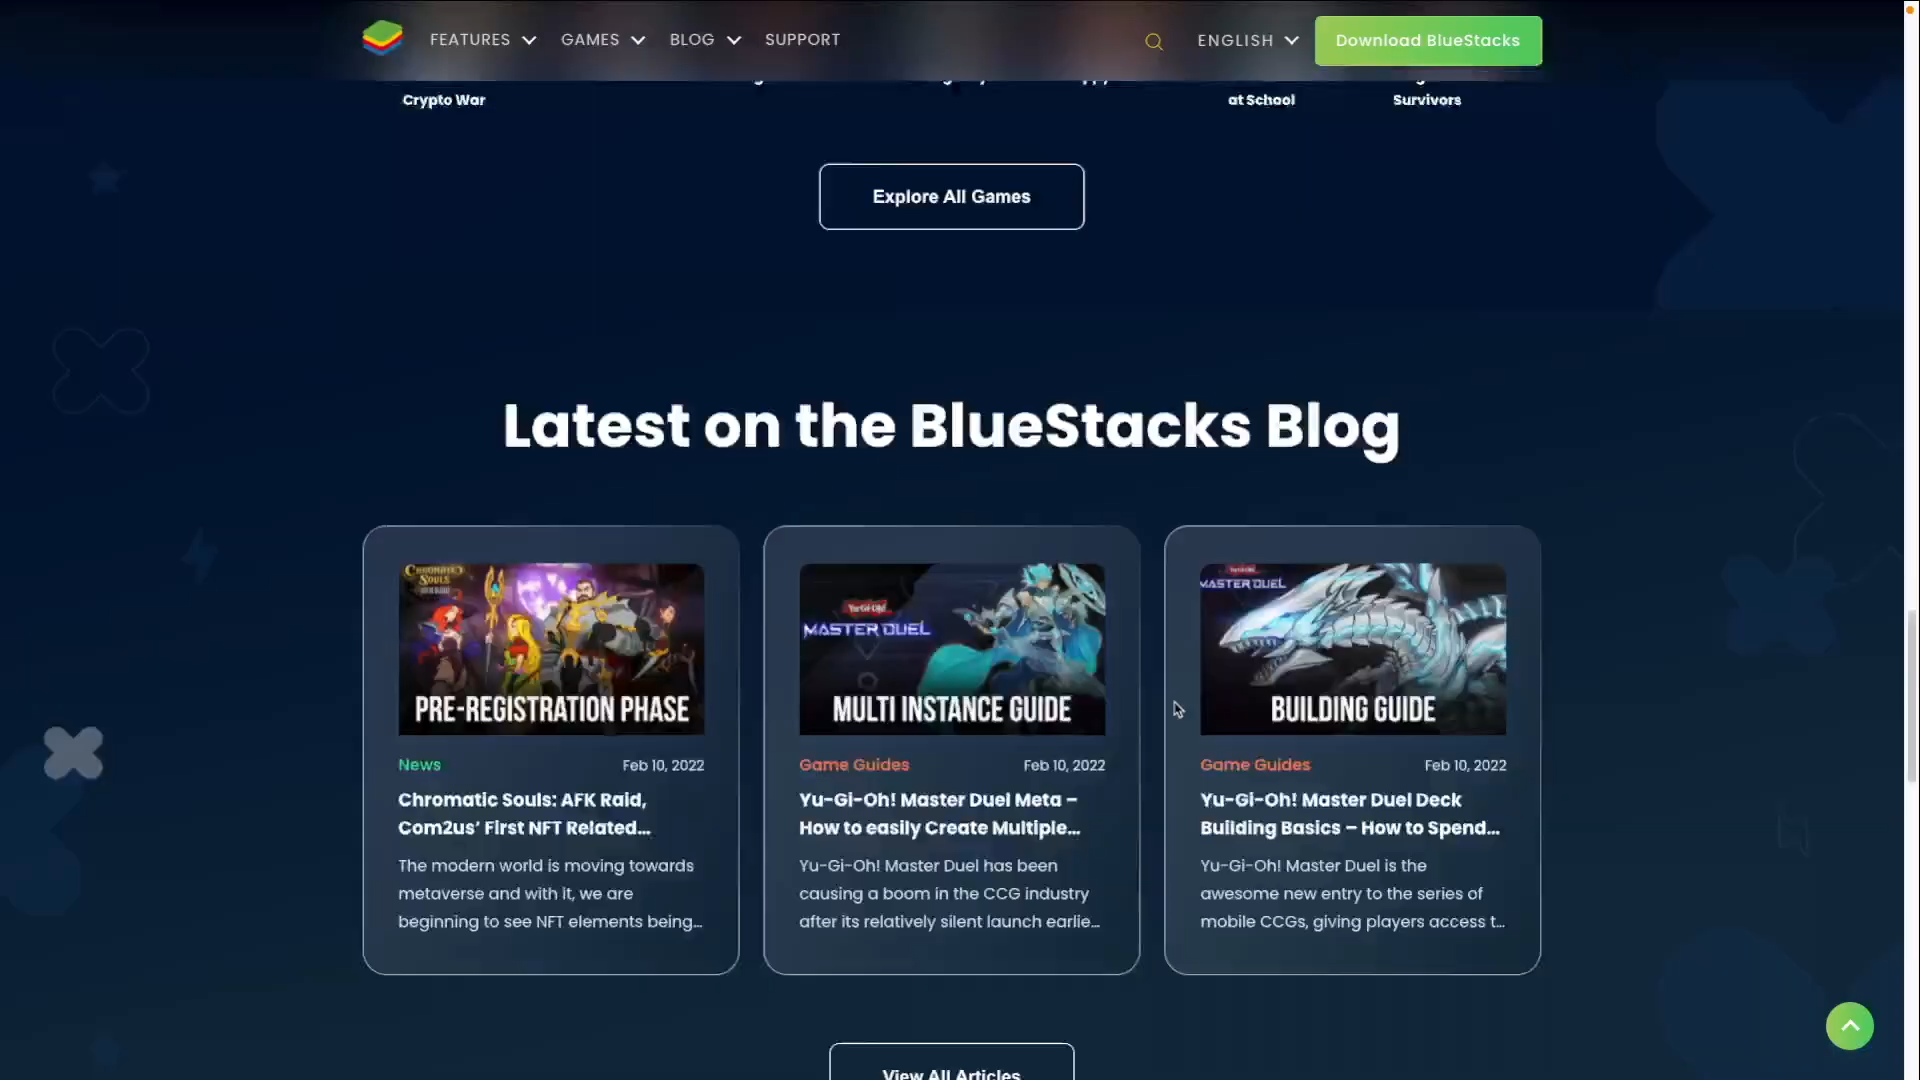 FEATURES GAMES BLOG SUPPORT ENGLISH Download BlueStacks
Crypto War at School Survivors
Explore All Games
Latest on the BlueStacks Blog
CHROMATIC
SOULS
PRE-REGISTRATION PHASE
News Feb 10, 2022
Chromatic Souls: AFK Raid,
Com2us’ First NFT Related...
The modern world is moving towards
metaverse and with it, we are
beginning to see NFT elements being...
Yu-Gi-Oh!
MASTER DUEL
MULTI INSTANCE GUIDE
Game Guides Feb 10, 2022
Yu-Gi-Oh! Master Duel Meta –
How to easily Create Multiple...
Yu-Gi-Oh! Master Duel has been
causing a boom in the CCG industry
after its relatively silent launch earlie...
MASTER DUEL
BUILDING GUIDE
Game Guides Feb 10, 2022
Yu-Gi-Oh! Master Duel Deck
Building Basics – How to Spend...
Yu-Gi-Oh! Master Duel is the
awesome new entry to the series of
mobile CCGs, giving players access t...
View All Articles